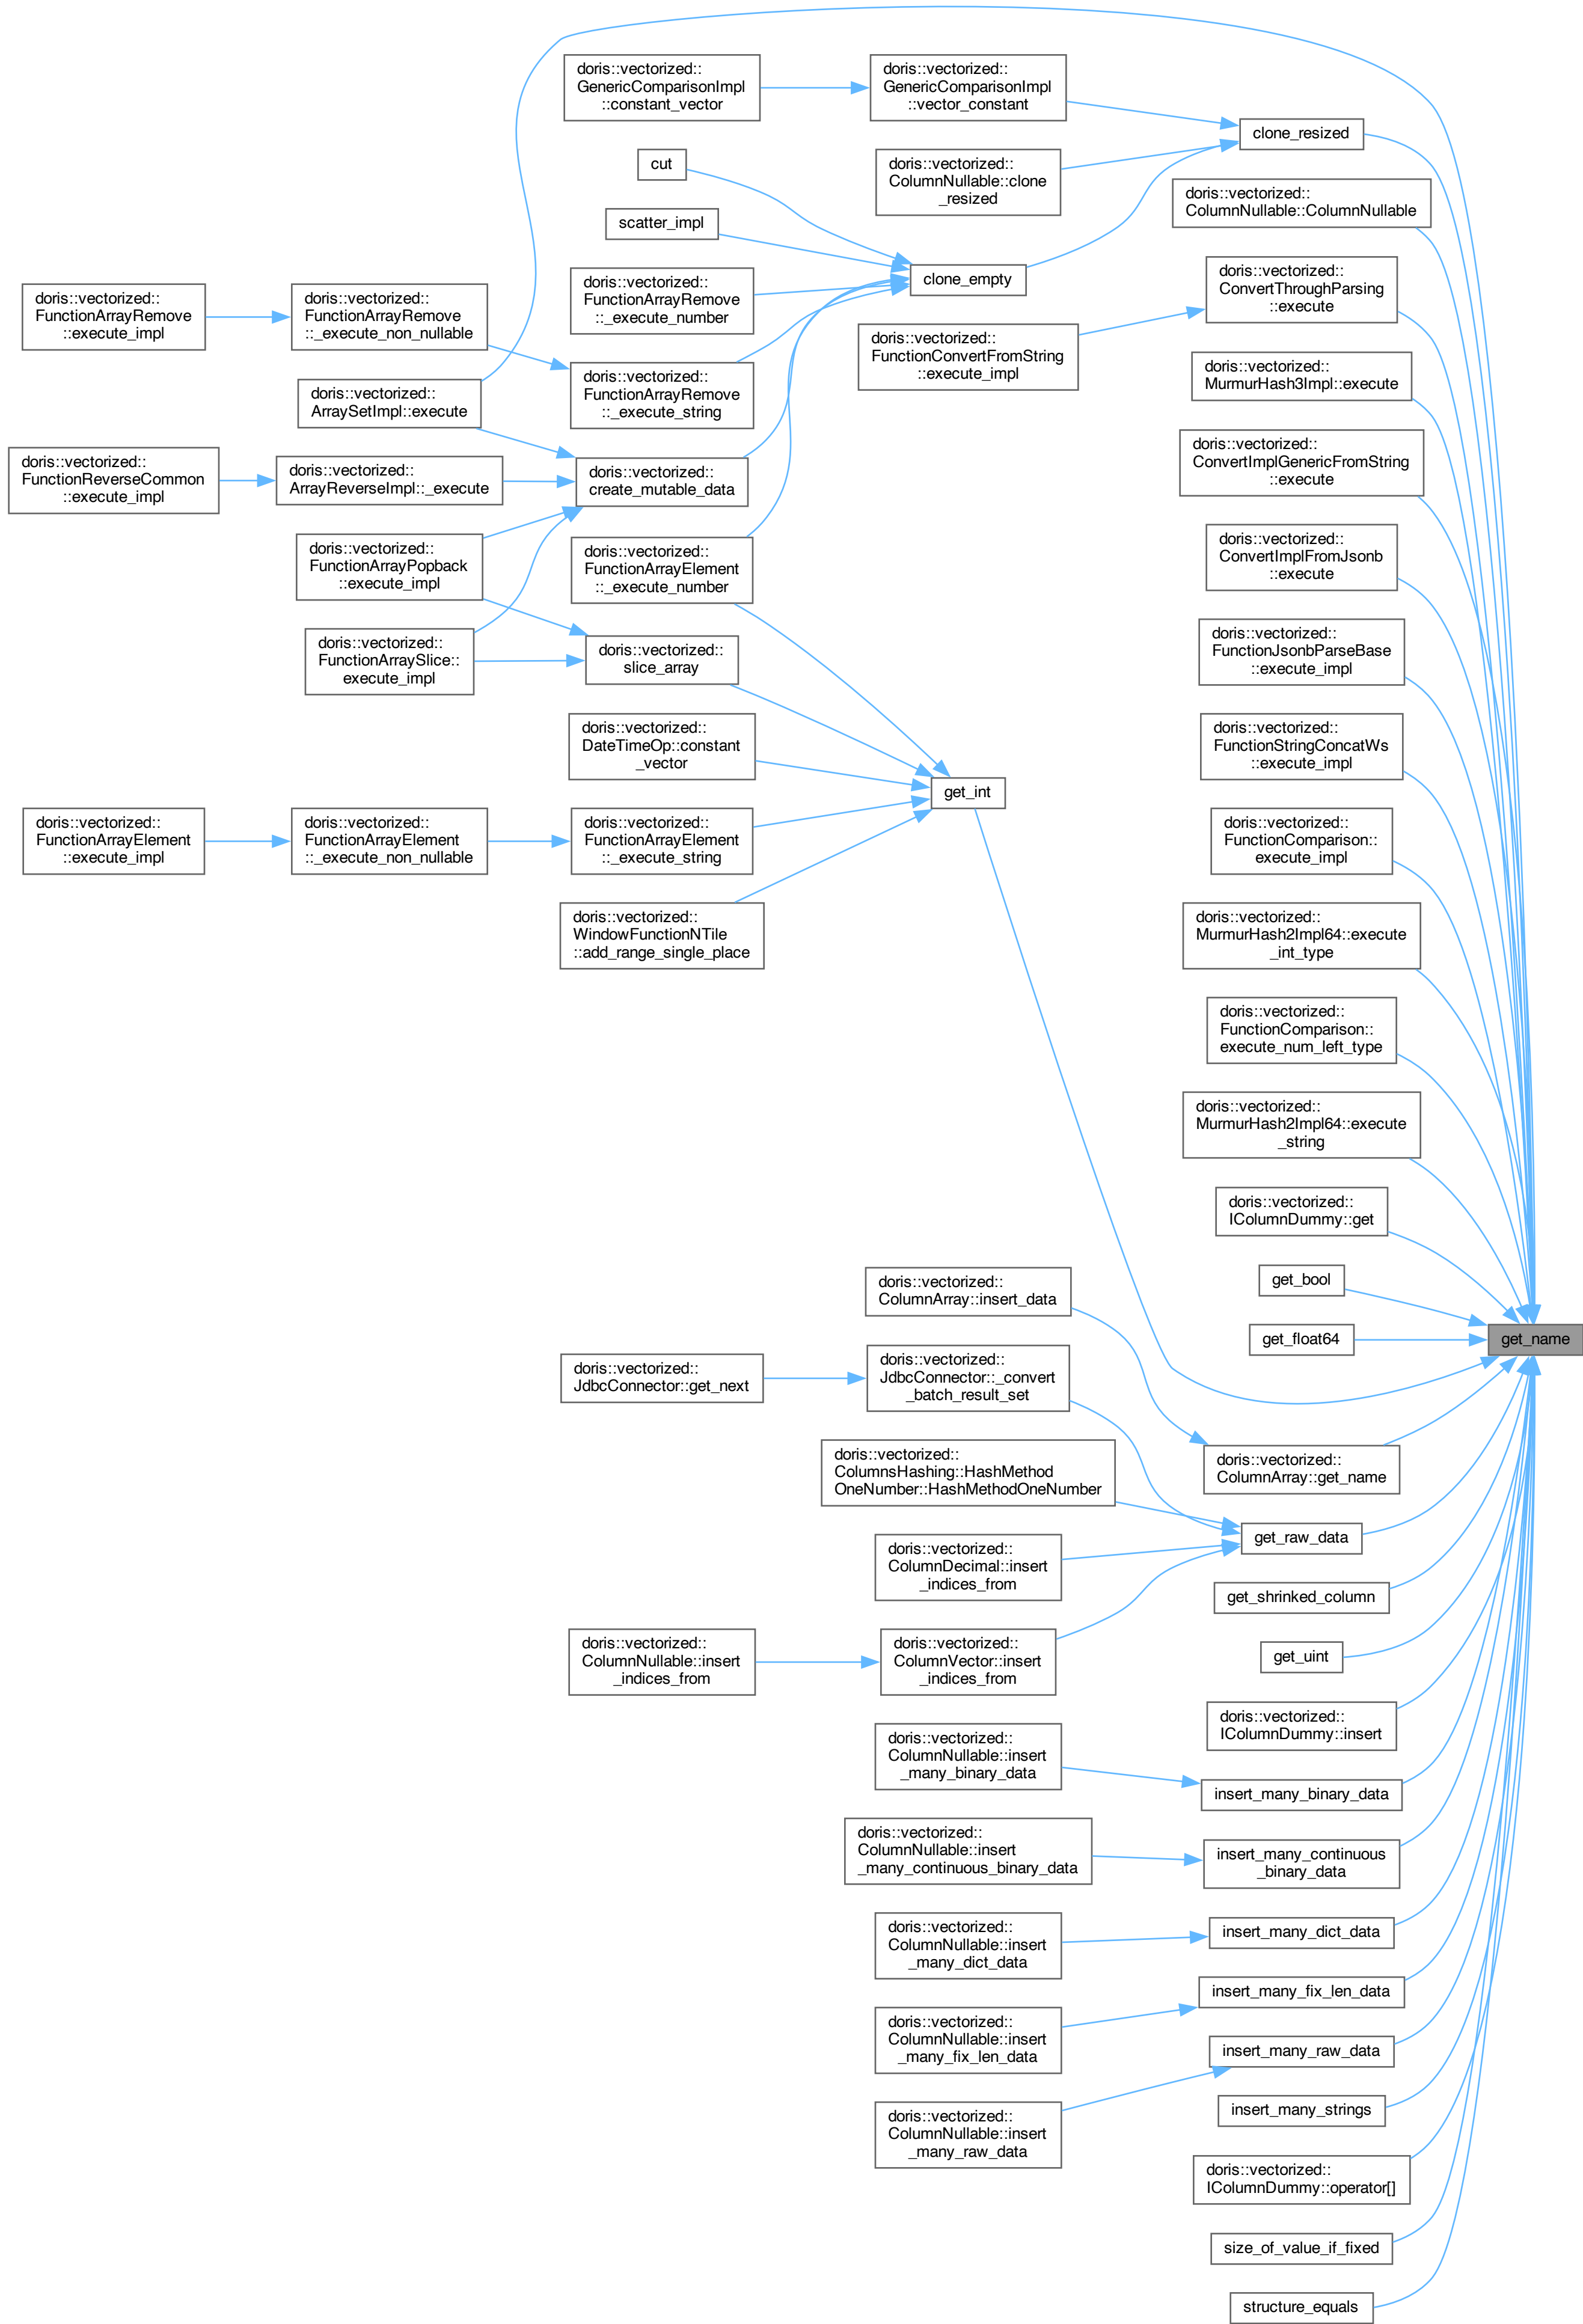 doris::vectorized::
GenericComparisonImpl
::constant_vector
doris::vectorized::
GenericComparisonImpl
::vector_constant
clone_resized
cut
doris::vectorized::
ColumnNullable::clone
_resized
doris::vectorized::
ColumnNullable::ColumnNullable
scatter_impl
clone_empty
doris::vectorized::
ConvertThroughParsing
::execute
doris::vectorized::
FunctionArrayRemove
::execute_impl
doris::vectorized::
FunctionArrayRemove
::_execute_non_nullable
doris::vectorized::
FunctionArrayRemove
::_execute_number
doris::vectorized::
FunctionConvertFromString
::execute_impl
doris::vectorized::
MurmurHash3Impl::execute
doris::vectorized::
ArraySetImpl::execute
doris::vectorized::
FunctionArrayRemove
::_execute_string
doris::vectorized::
ConvertImplGenericFromString
::execute
doris::vectorized::
FunctionReverseCommon
::execute_impl
doris::vectorized::
ArrayReverseImpl::_execute
doris::vectorized::
create_mutable_data
doris::vectorized::
ConvertImplFromJsonb
::execute
doris::vectorized::
FunctionArrayPopback
::execute_impl
doris::vectorized::
FunctionArrayElement
::_execute_number
doris::vectorized::
FunctionJsonbParseBase
::execute_impl
doris::vectorized::
FunctionArraySlice::
execute_impl
doris::vectorized::
slice_array
doris::vectorized::
DateTimeOp::constant
_vector
doris::vectorized::
FunctionStringConcatWs
::execute_impl
get_int
doris::vectorized::
FunctionArrayElement
::execute_impl
doris::vectorized::
FunctionArrayElement
::_execute_non_nullable
doris::vectorized::
FunctionArrayElement
::_execute_string
doris::vectorized::
FunctionComparison::
execute_impl
doris::vectorized::
WindowFunctionNTile
::add_range_single_place
doris::vectorized::
MurmurHash2Impl64::execute
_int_type
doris::vectorized::
FunctionComparison::
execute_num_left_type
doris::vectorized::
MurmurHash2Impl64::execute
_string
doris::vectorized::
IColumnDummy::get
get_bool
doris::vectorized::
ColumnArray::insert_data
get_float64
get_name
doris::vectorized::
JdbcConnector::get_next
doris::vectorized::
JdbcConnector::_convert
_batch_result_set
doris::vectorized::
ColumnArray::get_name
doris::vectorized::
ColumnsHashing::HashMethod
OneNumber::HashMethodOneNumber
get_raw_data
doris::vectorized::
ColumnDecimal::insert
_indices_from
get_shrinked_column
doris::vectorized::
ColumnNullable::insert
_indices_from
doris::vectorized::
ColumnVector::insert
_indices_from
get_uint
doris::vectorized::
IColumnDummy::insert
doris::vectorized::
ColumnNullable::insert
_many_binary_data
insert_many_binary_data
doris::vectorized::
ColumnNullable::insert
_many_continuous_binary_data
insert_many_continuous
_binary_data
doris::vectorized::
ColumnNullable::insert
_many_dict_data
insert_many_dict_data
insert_many_fix_len_data
doris::vectorized::
ColumnNullable::insert
_many_fix_len_data
insert_many_raw_data
doris::vectorized::
ColumnNullable::insert
_many_raw_data
insert_many_strings
doris::vectorized::
IColumnDummy::operator[]
size_of_value_if_fixed
structure_equals